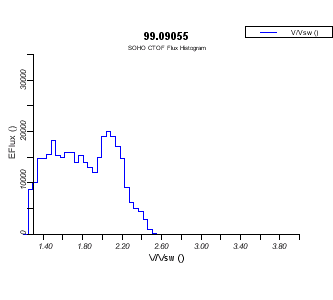 99.09055
V/Vsw ()
SOHO CTOF Flux Histogram
EFlux ()
30000
20000
10000
0
1.40 1.80 2.20 2.60 3.00 3.40 3.80
V/Vsw ()